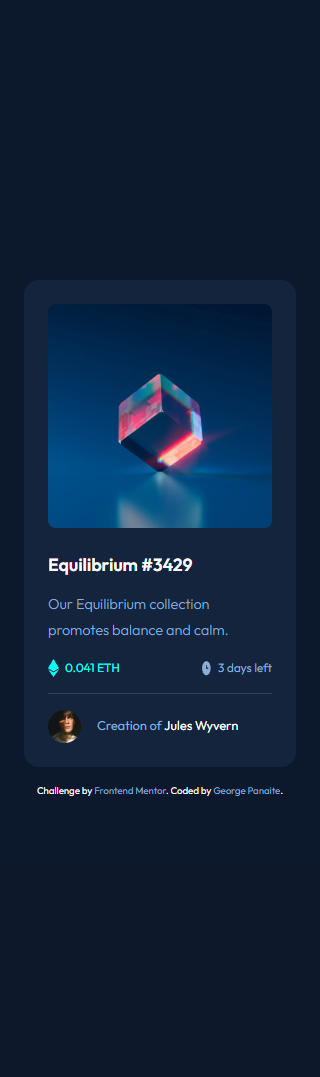 Equilibrium #3429
Our Equilibrium collection
promotes balance and calm.
0.041 ETH
3 days left
Creation of Jules Wyvern
Challenge by Frontend Mentor. Coded by George Panaite.